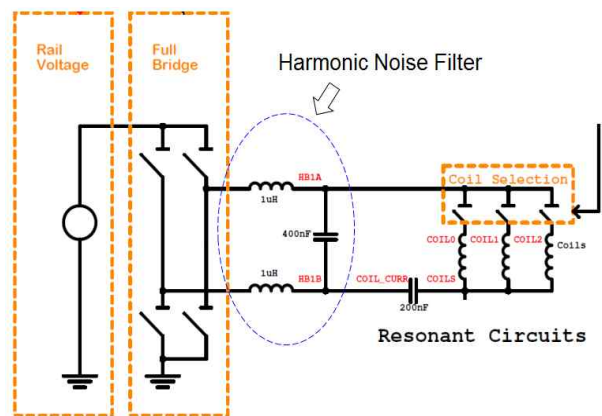 Rail
Voltage
Full
Bridge
Harmonic Noise Filter
HB1A
1uH
400nF
1uH
HB1B
COIL_CURR
200nF
COILS
Coil Selection
COIL0
COIL1
COIL2
Coils
Resonant Circuits